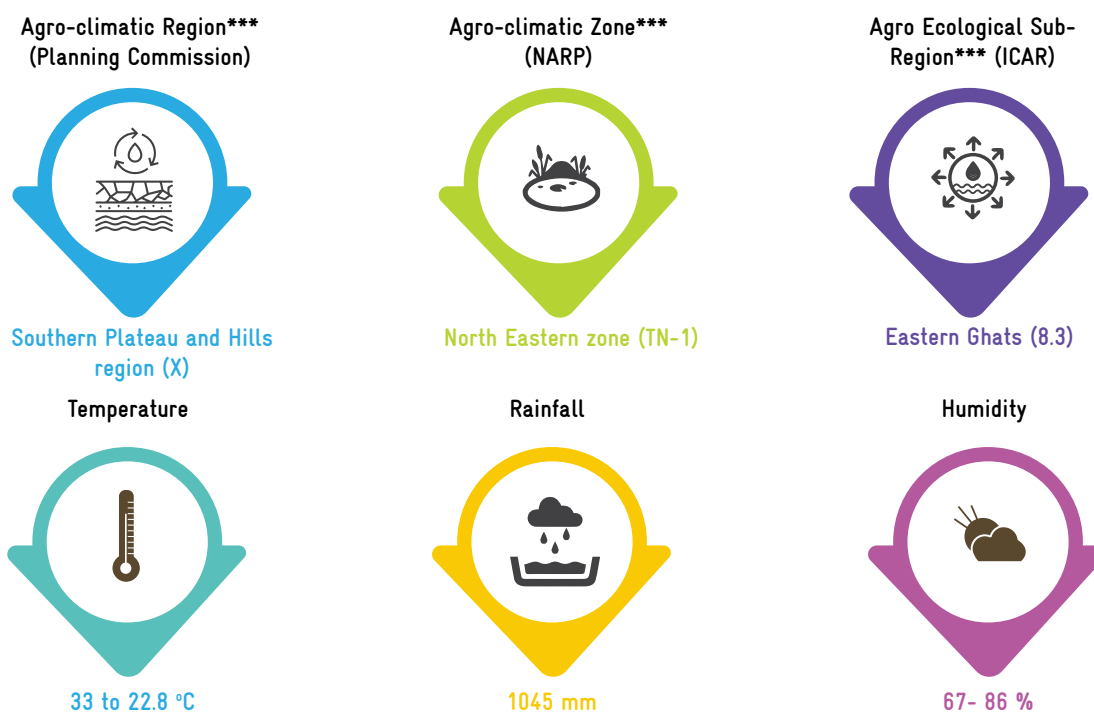 Agro-climatic Region***
(Planning Commission)
Agro-climatic Zone***
(NARP)
Agro Ecological Sub-
Region*** (ICAR)
Southern Plateau and Hills
region (X)
North Eastern zone (TN-1)
Eastern Ghats (8.3)
Temperature
Rainfall
Humidity
33 to 22.8 °C
1045 mm
67- 86 %